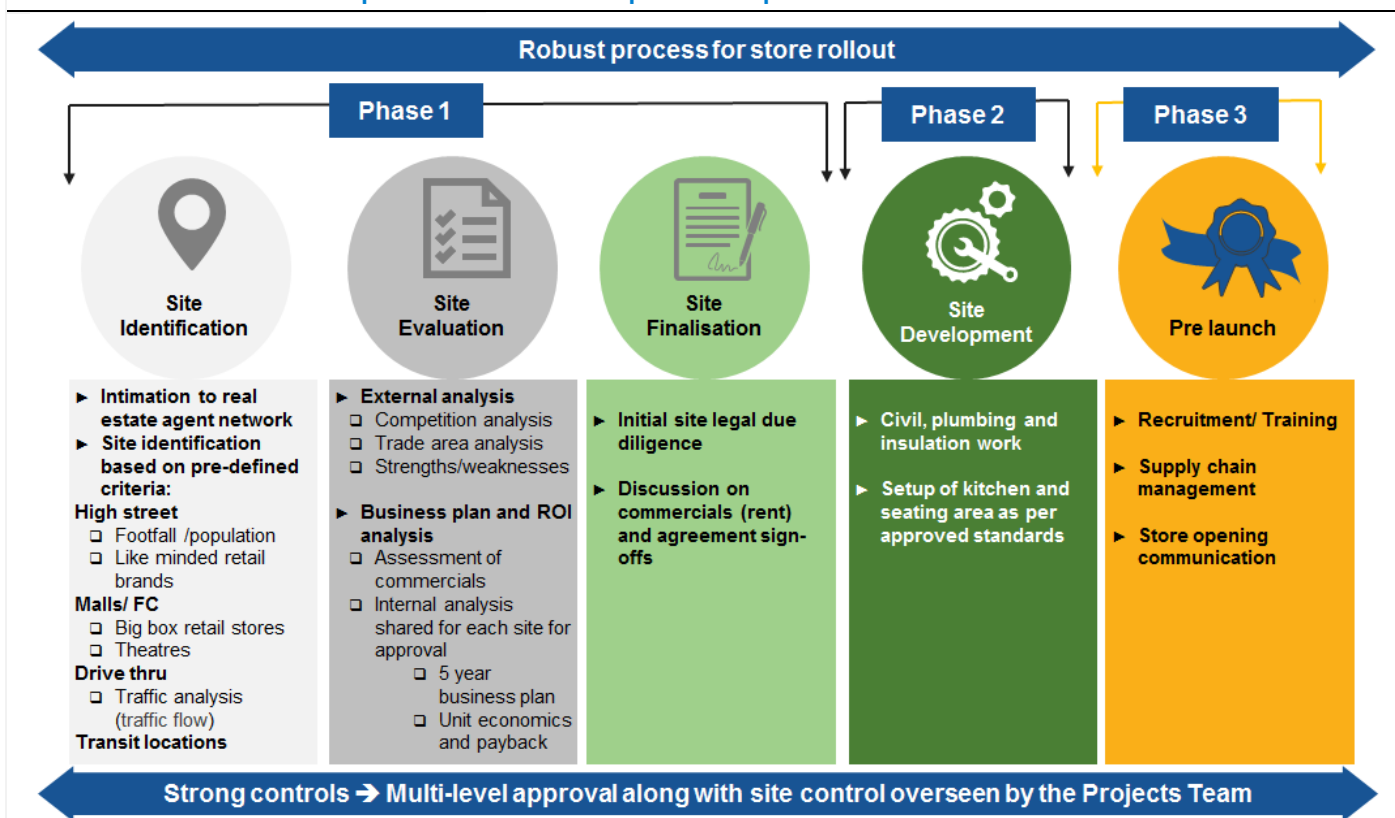 Robust process for store rollout
Phase 1
Phase 2
Phase 3
Site
Identification
Site
Evaluation
Site
Finalisation
Site
Development
Pre launch
► Intimation to real
estate agent network
► Site identification
based on pre-defined
criteria:
High street
❑ Footfall /population
❑ Like minded retail
brands
Malls/ FC
❑ Big box retail stores
❑ Theatres
Drive thru
❑ Traffic analysis
(traffic flow)
Transit locations
► External analysis
❑ Competition analysis
❑ Trade area analysis
❑ Strengths/weaknesses
► Business plan and ROI
analysis
❑ Assessment of
commercials
❑ Internal analysis
shared for each site for
approval
❑ 5 year
business plan
❑ Unit economics
and payback
► Initial site legal due
diligence
► Discussion on
commercials (rent)
and agreement sign-
offs
► Civil, plumbing and
insulation work
► Setup of kitchen and
seating area as per
approved standards
► Recruitment/ Training
► Supply chain
management
► Store opening
communication
Strong controls ➔ Multi-level approval along with site control overseen by the Projects Team